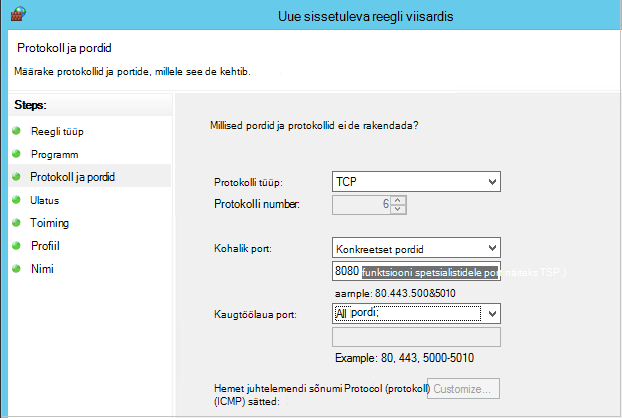 Uue sissetuleva reegli viisardis
Protokoll ja pordid
Määrake protokollid ja portide, millele see de kehtib.
Steps:
Reegli tüüp
Programm
Protokoll ja pordid
Ulatus
Toiming
Profiil
Nimi
Millised pordid ja protokollid ei de rakendada?
Protokolli tüüp: TCP
Protokolli number: 6
Kohalik port: Konkreetset pordid
8080 funktsiooni spetsialistidele port näiteks TSP.)
aample: 80.443.500&5010
Kaugtöölaua port: All pordi;
Example: 80, 443, 5000-5010
Hemet juhtelemendi sõnumi Protocol (protokoll) Customize...
(ICMP) sätted: